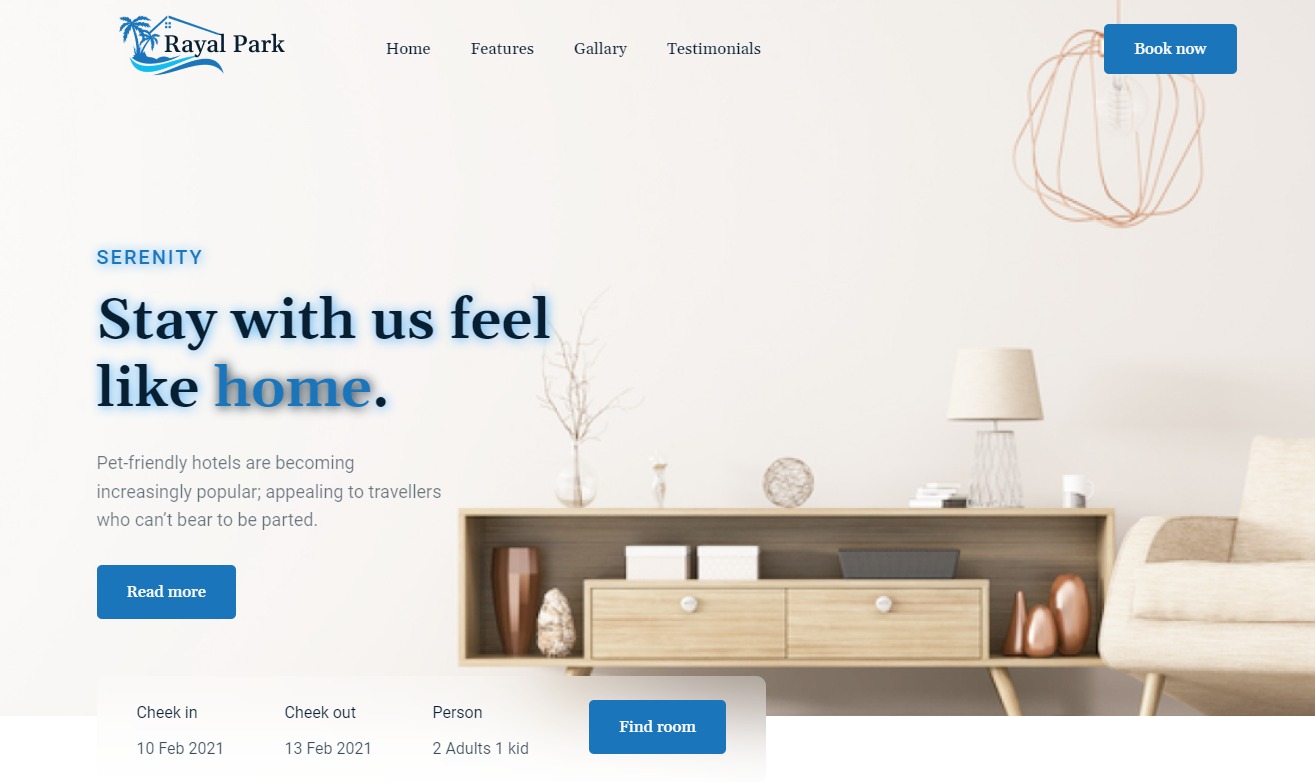 Rayal Park
Home Features Gallary Testimonials
Book now
SERENITY
Stay with us feel
like home.
Pet-friendly hotels are becoming
increasingly popular; appealing to travellers
who can’t bear to be parted.
Read more
Cheek in Cheek out Person
10 Feb 2021 13 Feb 2021 2 Adults 1 kid
Find room